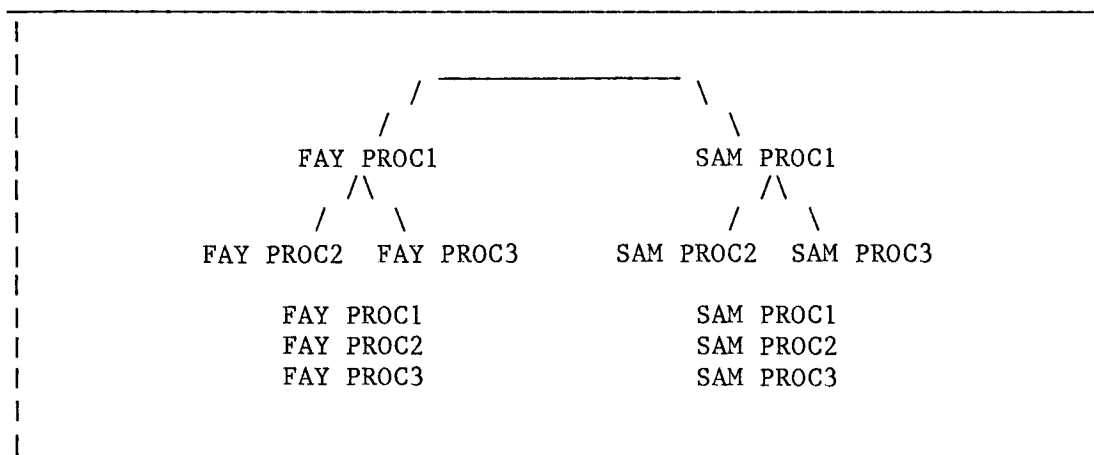 FAY PROC1 SAM PROC1
FAY PROC2 FAY PROC3 SAM PROC2 SAM PROC3
FAY PROC1 SAM PROC1
FAY PROC2 SAM PROC2
FAY PROC3 SAM PROC3